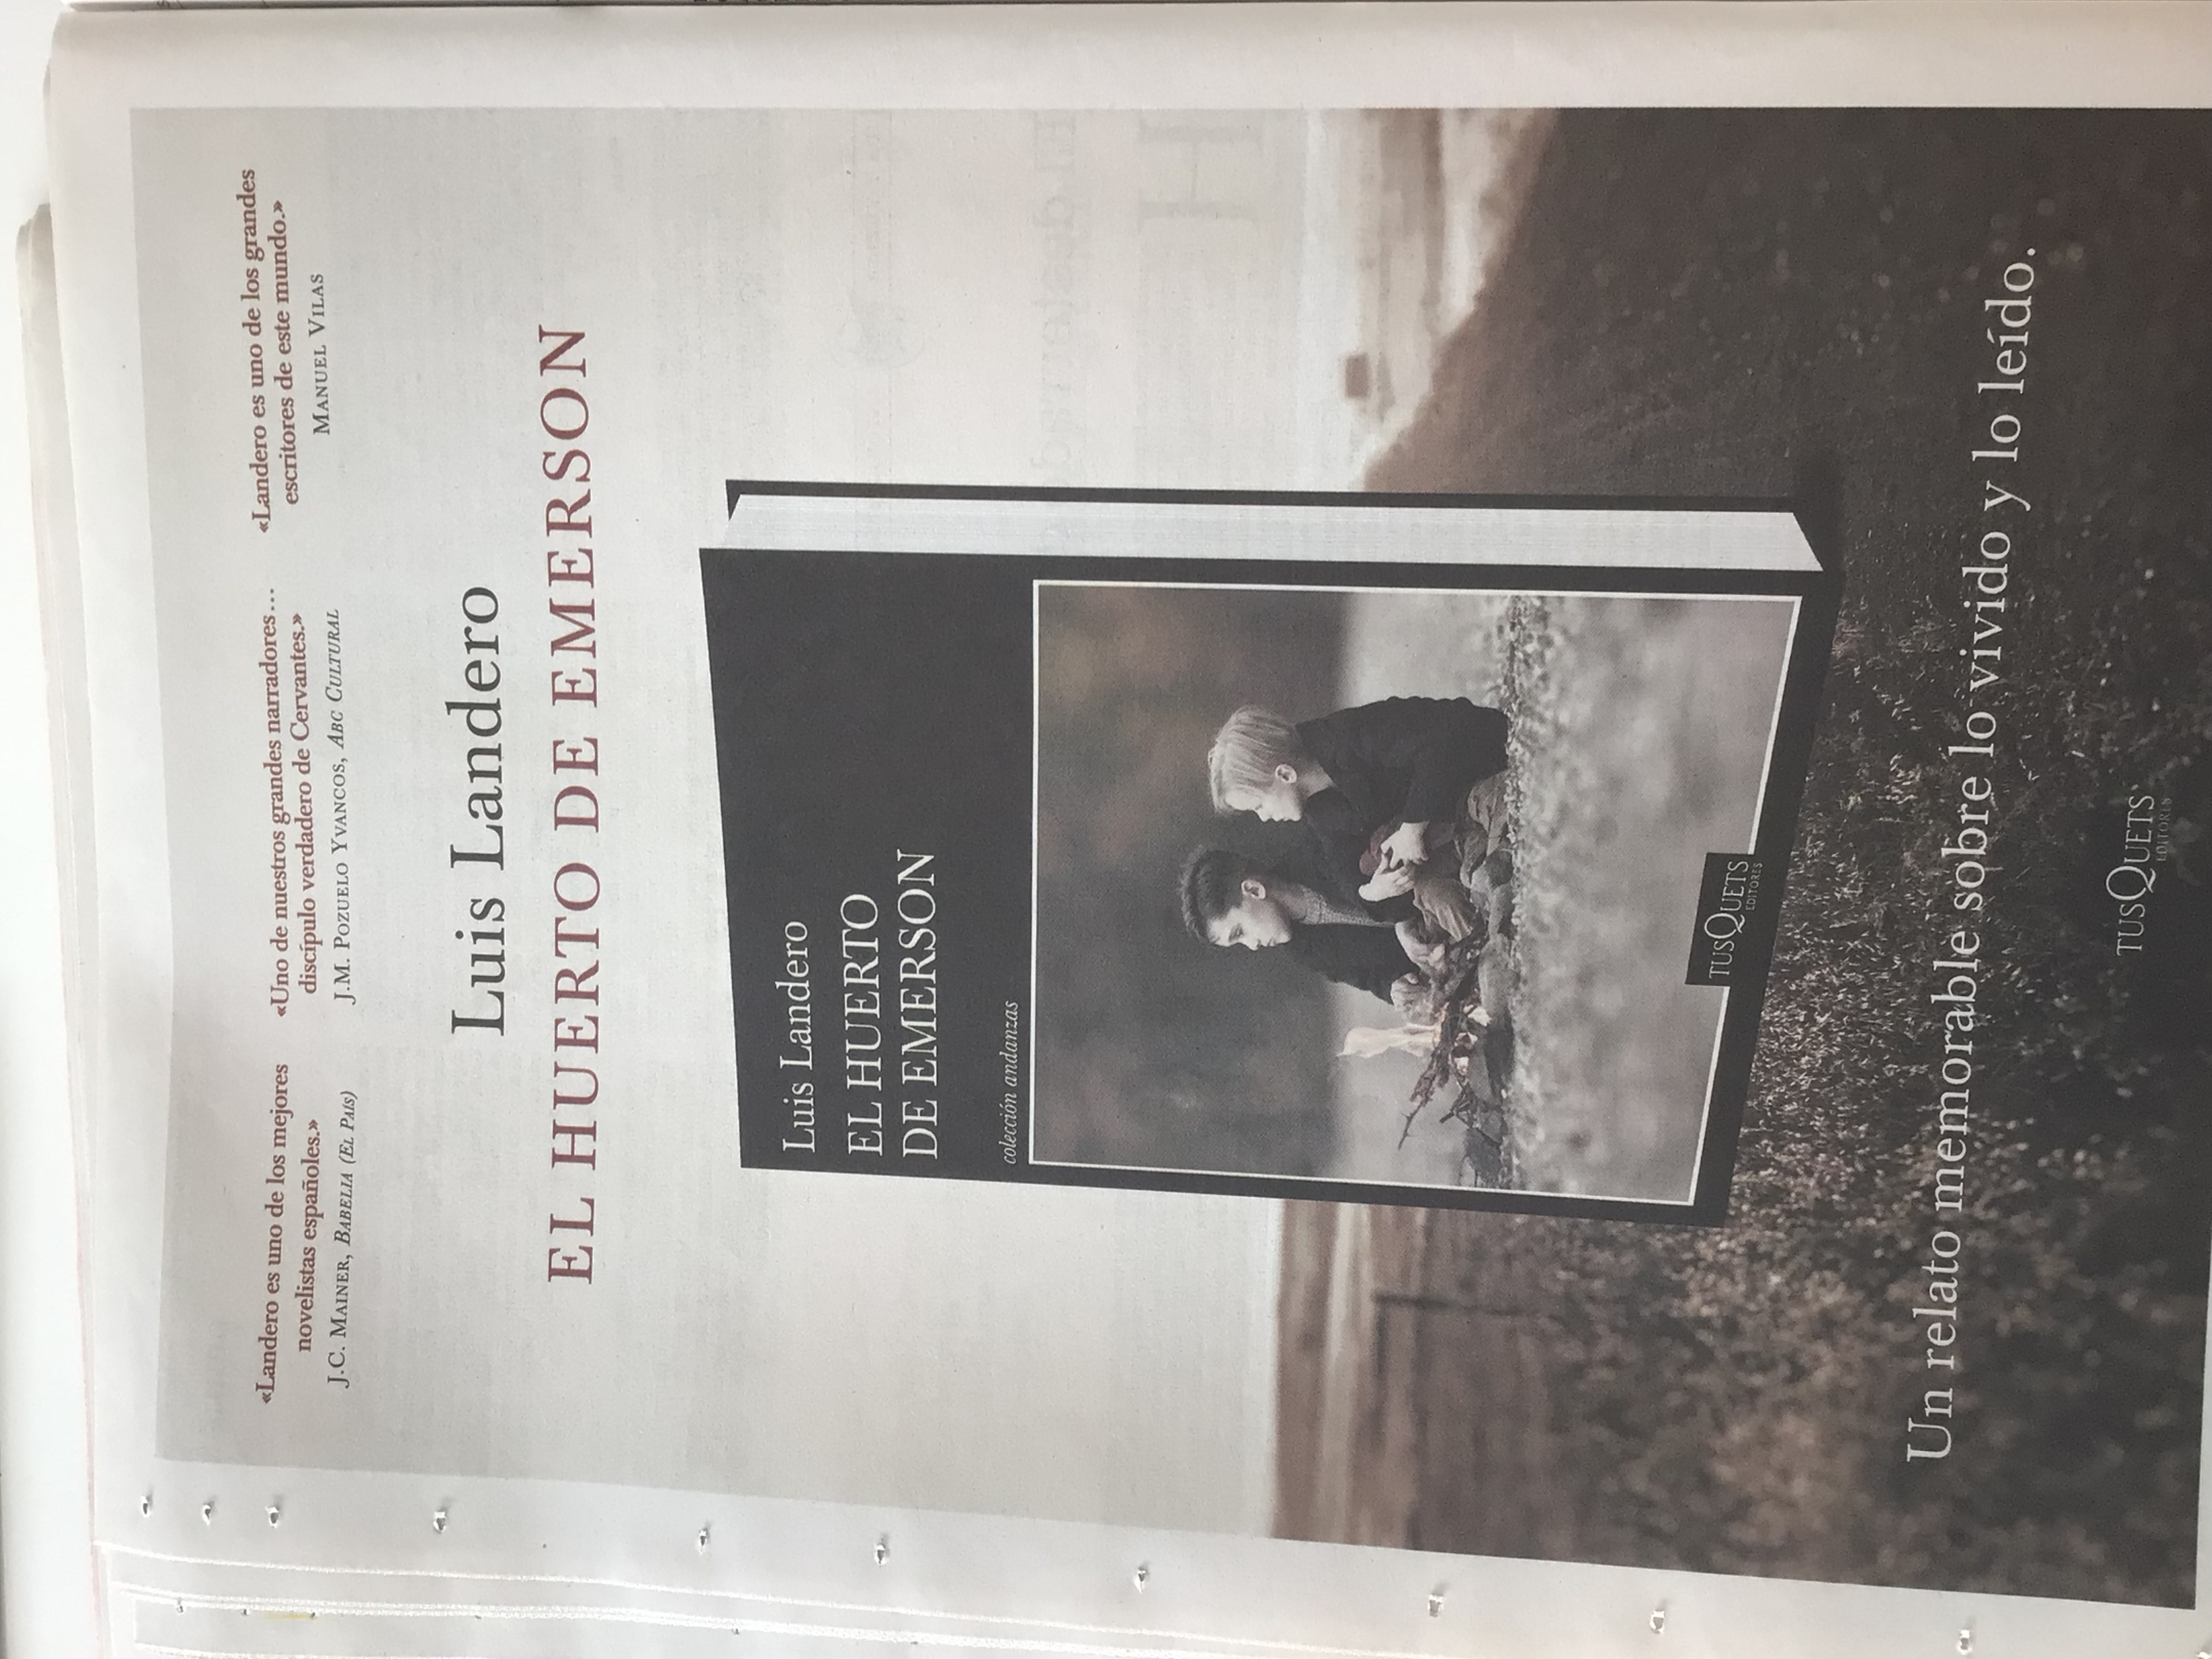 «Landero es uno de los mejores
novelistas españoles.»
J.C. Mainer, Babelia (El País)
«Uno de nuestros grandes narradores...
discípulo verdadero de Cervantes.»
J.M. Pozuelo Yvancos, Abc Cultural
«Landero es uno de los grandes
escritores de este mundo.»
Manuel Vilas
Luis Landero
EL HUERTO DE EMERSON
Luis Landero
EL HUERTO
DE EMERSON
colección andanzas
TUSQUETS
EDITORES
Un relato memorable sobre lo vivido y lo leído.
TUSQUETS
EDITORES